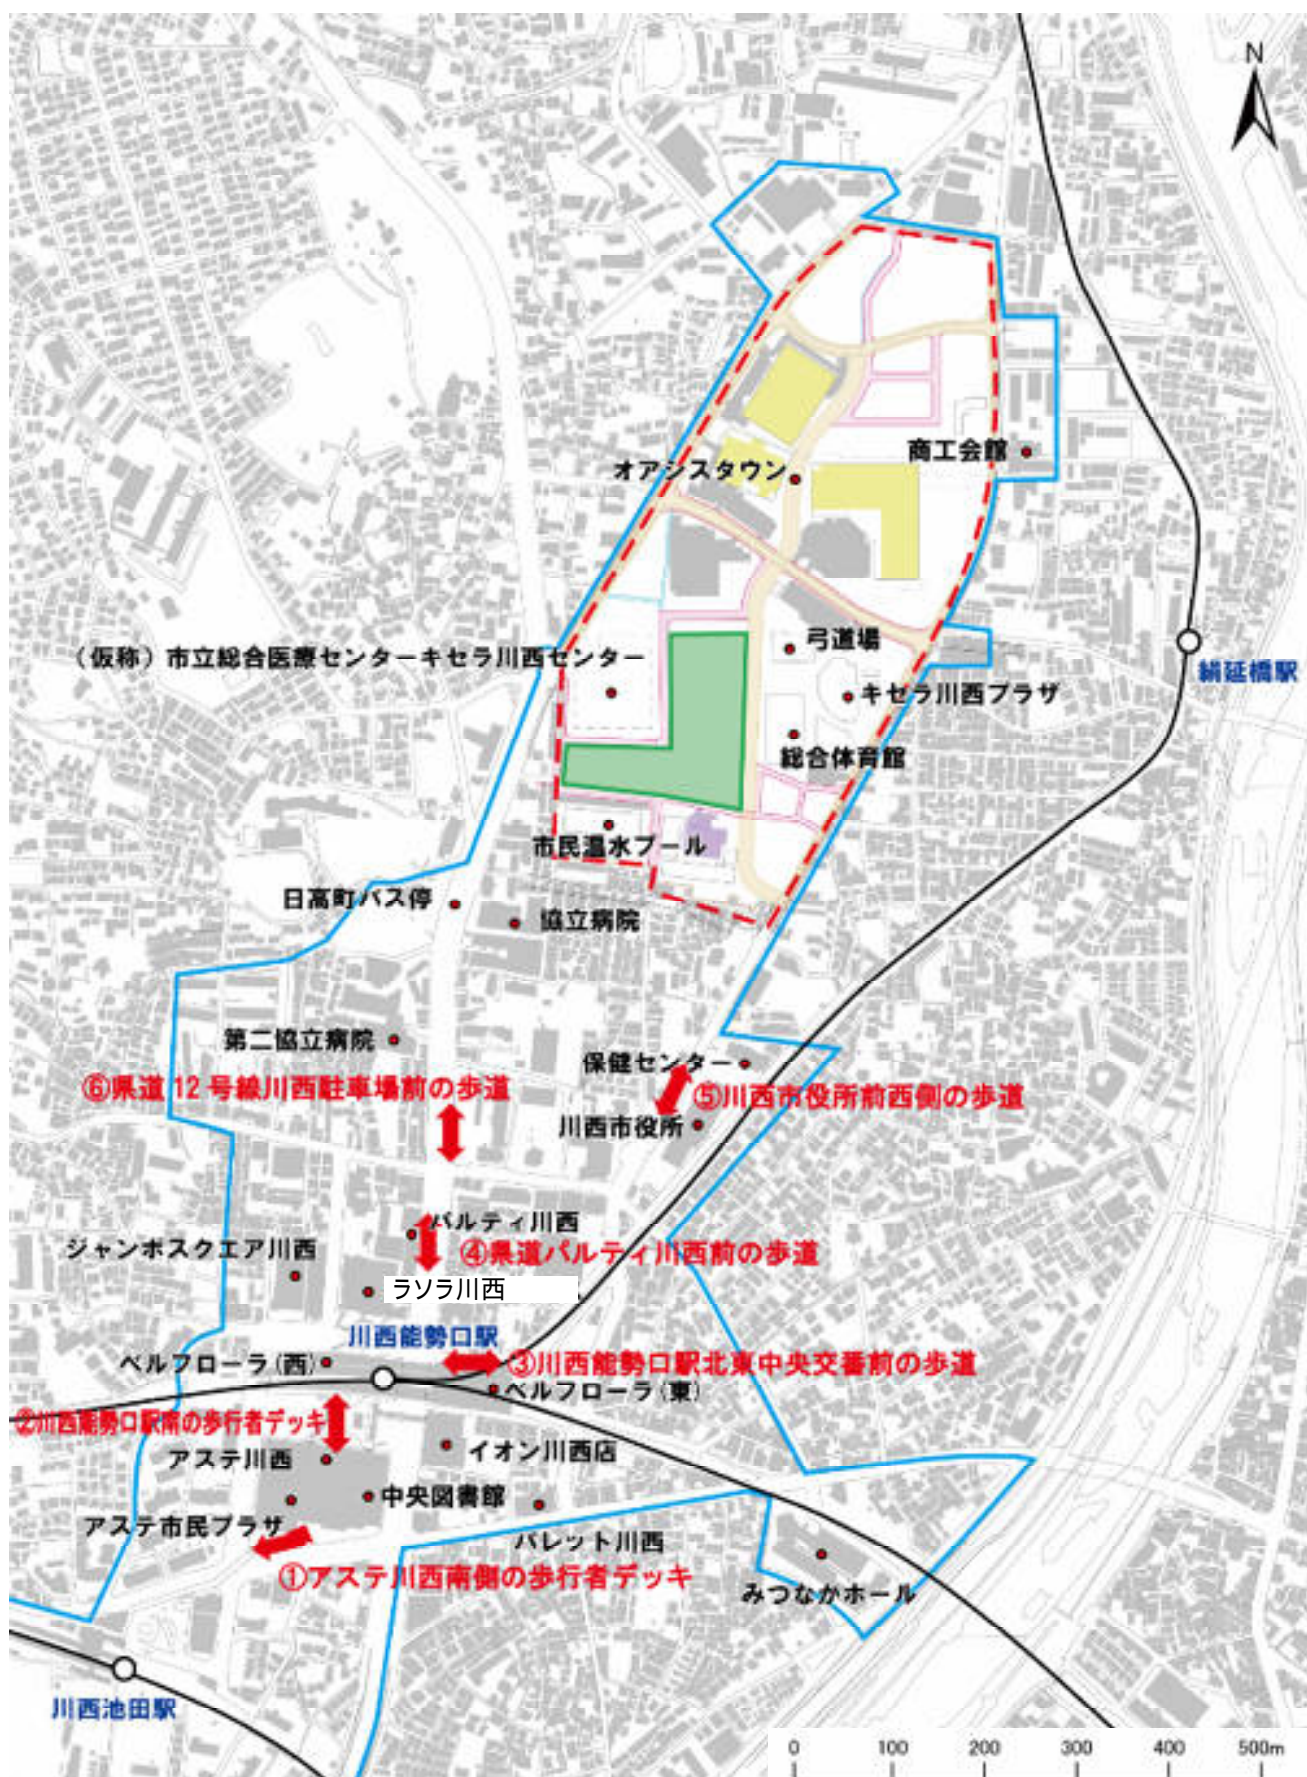 N
商工会館
オアシスタウン
弓道場
（仮称）市立総合医療センターキセラ川西センター
絹延橋駅
キセラ川西プラザ
総合体育館
市民温水プール
日高町バス停
協立病院
第二協立病院
保健センター
⑥県道12号線川西駐車場前の歩道
⑤川西市役所前西側の歩道
川西市役所
パルティ川西
ジャンボスクエア川西
④県道パルティ川西前の歩道
ラソラ川西
川西能勢口駅
ベルフローラ(西)
③川西能勢口駅北東中央交番前の歩道
ベルフローラ(東)
②川西能勢口駅南の歩行者デッキ
アステ川西
イオン川西店
中央図書館
アステ市民プラザ
パレット川西
①アステ川西南側の歩行者デッキ
みつなかホール
川西池田駅
0 100 200 300 400 500m